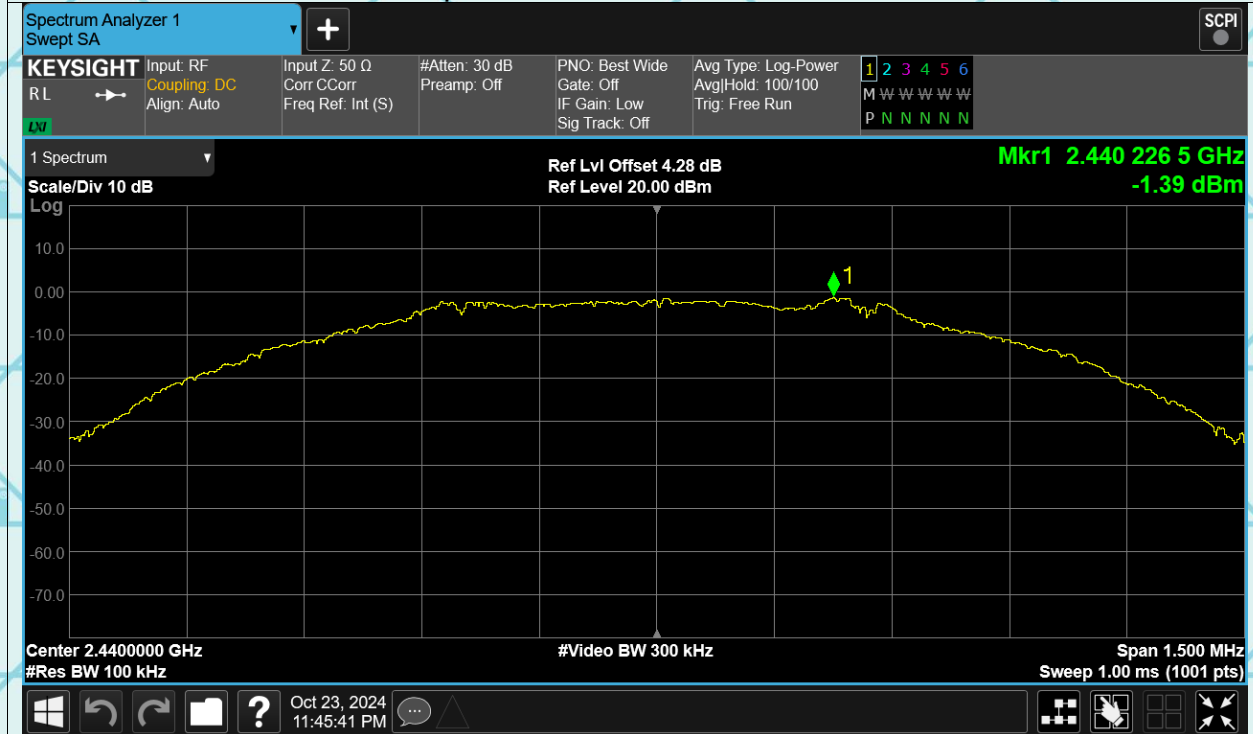 Spectrum Analyzer 1
Swept SA
+
SCPI
KEYSIGHT
RL
LXI
Input: RF
Coupling: DC
Align: Auto
Input Z: 50 Ω
Corr CCorr
Freq Ref: Int (S)
#Atten: 30 dB
Preamp: Off
PNO: Best Wide
Gate: Off
IF Gain: Low
Sig Track: Off
Avg Type: Log-Power
Avg|Hold: 100/100
Trig: Free Run
1 2 3 4 5 6
M W W W W W
P N N N N N
1 Spectrum
Scale/Div 10 dB
Log
Ref Lvl Offset 4.28 dB
Ref Level 20.00 dBm
Mkr1 2.440 226 5 GHz
-1.39 dBm
1
10.0
0.00
-10.0
-20.0
-30.0
-40.0
-50.0
-60.0
-70.0
Center 2.4400000 GHz
#Res BW 100 kHz
#Video BW 300 kHz
Span 1.500 MHz
Sweep 1.00 ms (1001 pts)
?
Oct 23, 2024
11:45:41 PM